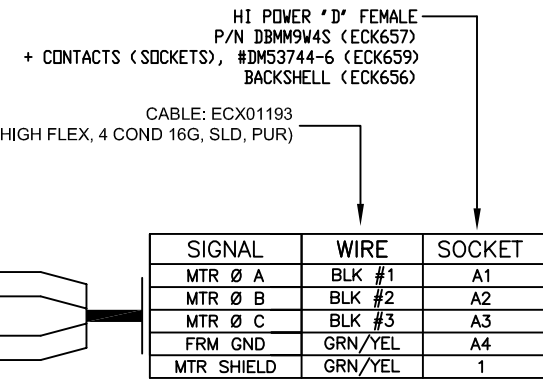 HI POWER 'D' FEMALE
P/N DBMM9W4S (ECK657)
+ CONTACTS (SOCKETS), #DM53744-6 (ECK659)
BACKSHELL (ECK656)
CABLE: ECX01193
HIGH FLEX, 4 COND 16G, SLD, PUR)
SIGNAL WIRE SOCKET
MTR Ø A BLK #1 A1
MTR Ø B BLK #2 A2
MTR Ø C BLK #3 A3
FRM GND GRN/YEL A4
MTR SHIELD GRN/YEL 1